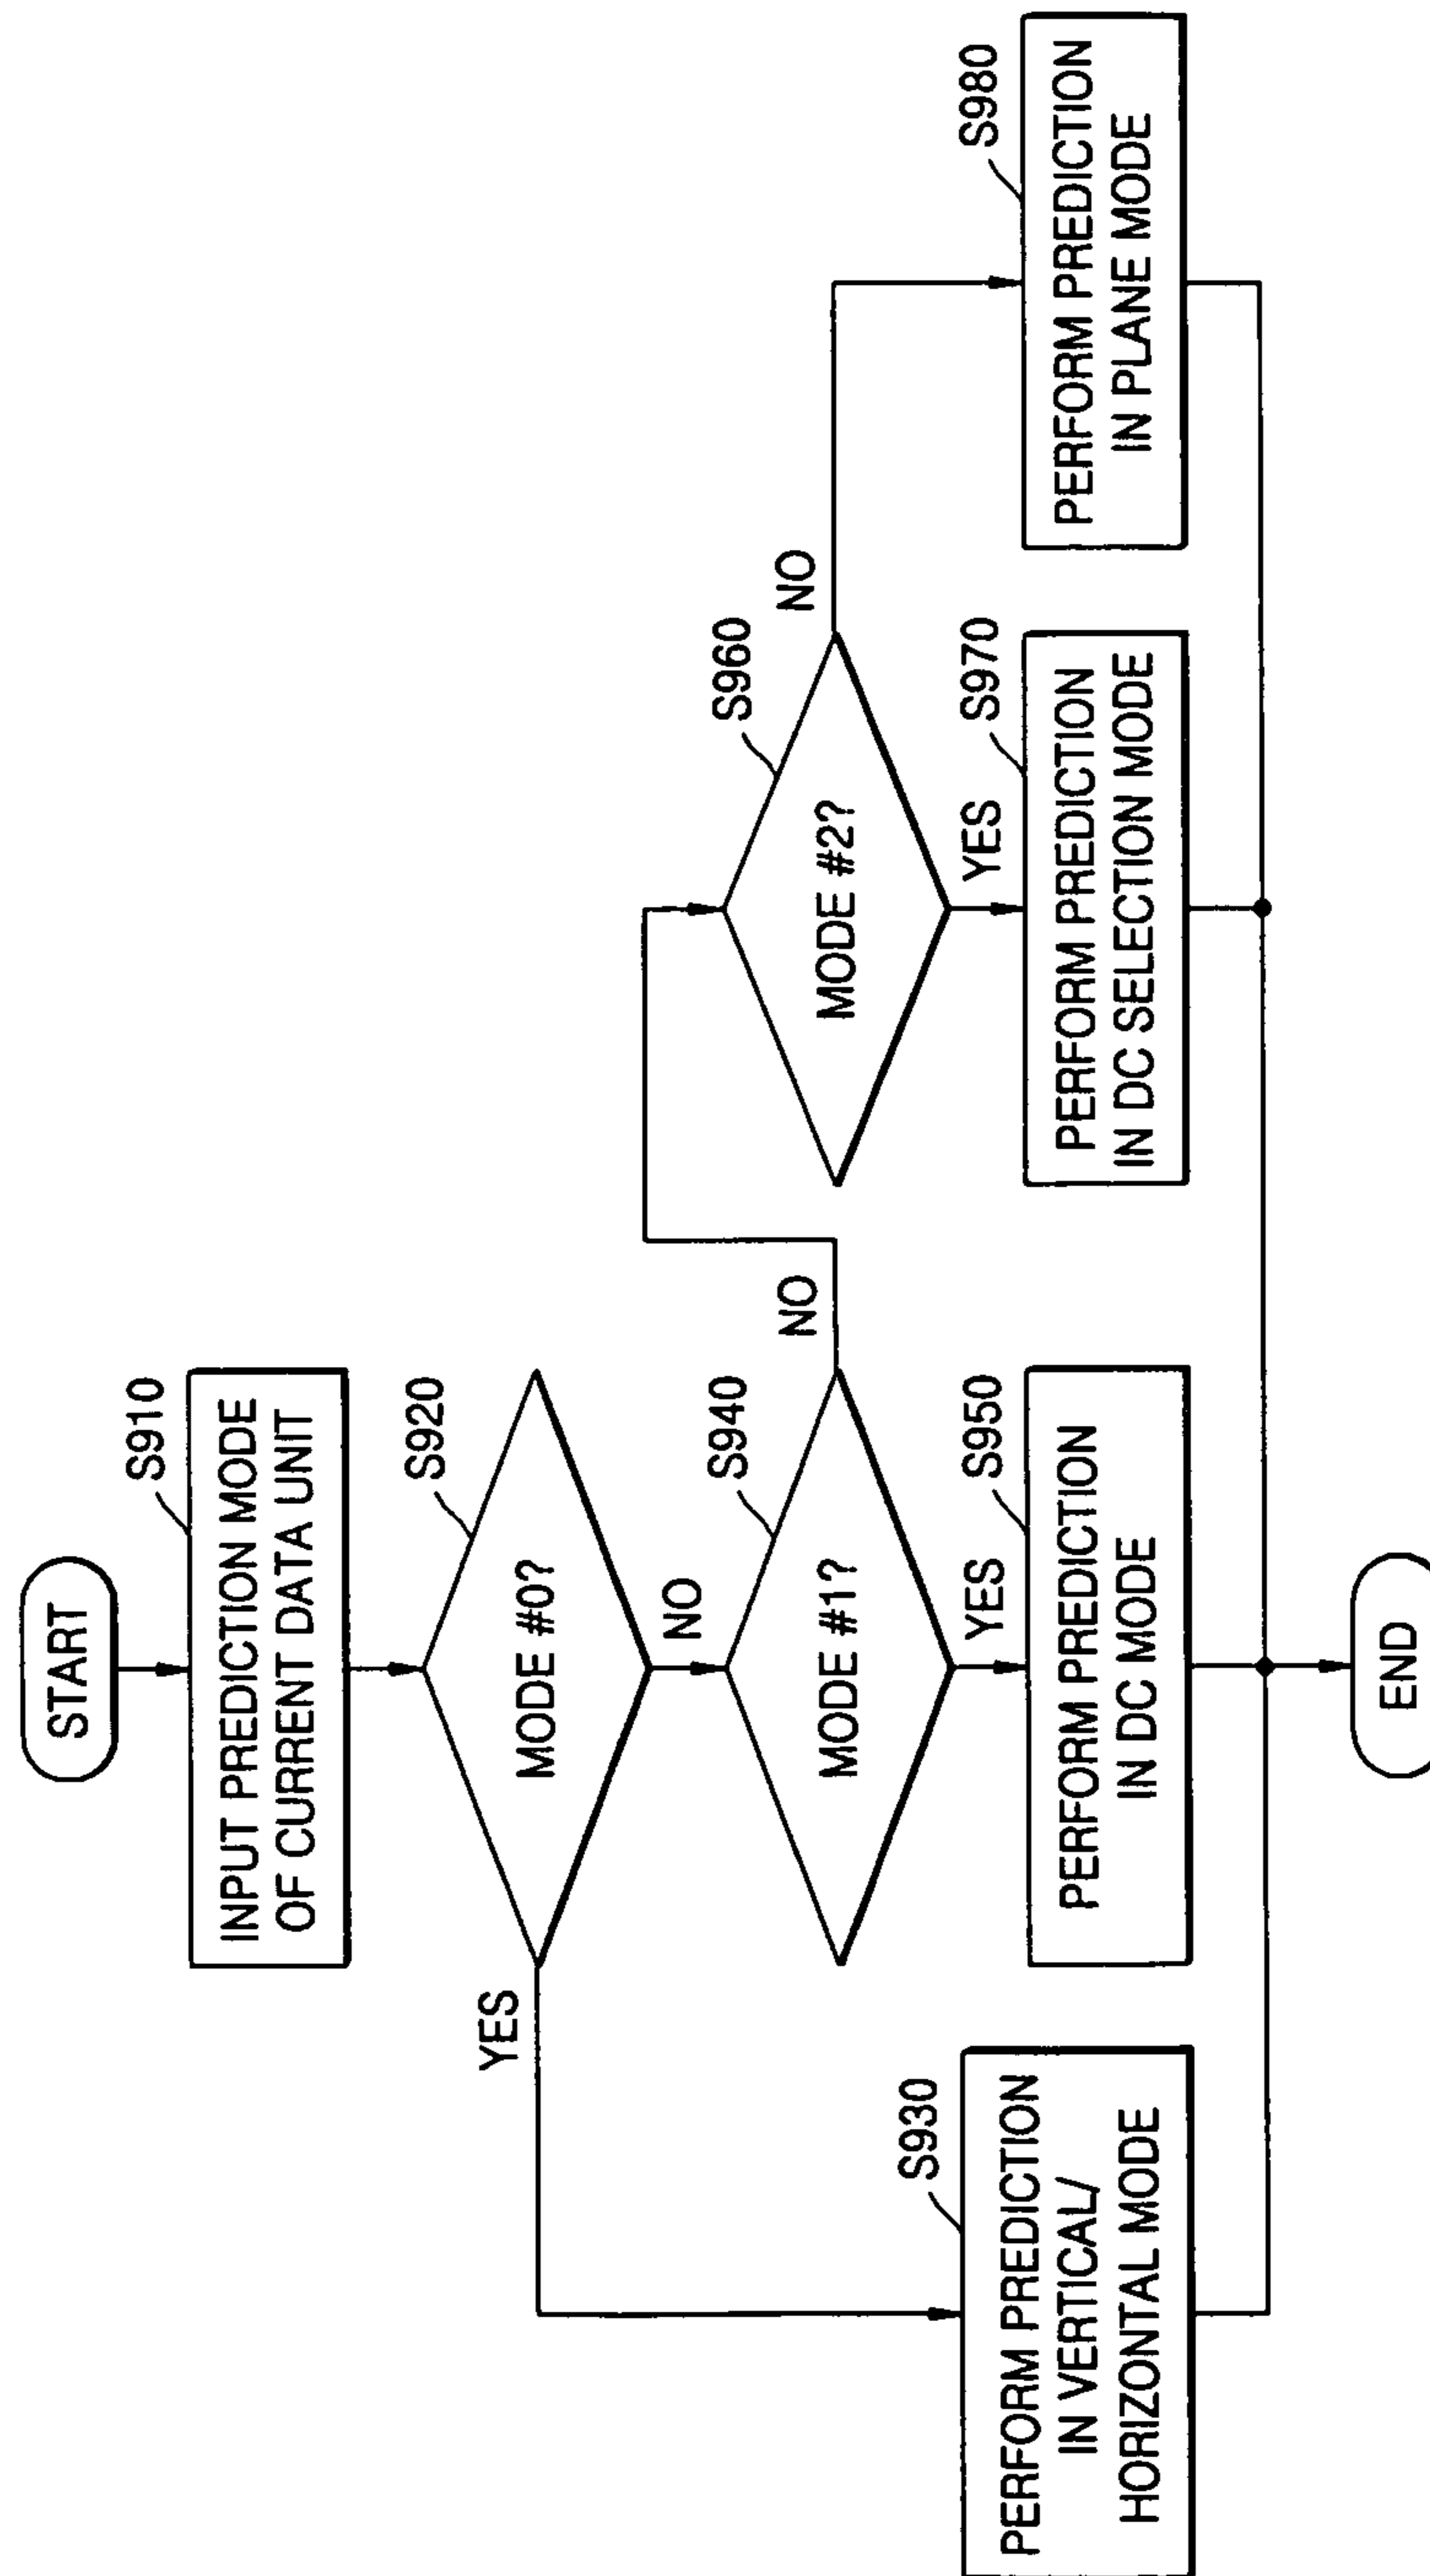 START
S910
INPUT PREDICTION MODE
OF CURRENT DATA UNIT
S920
MODE #0?
YES
NO
S940
MODE #1?
NO
S960
MODE #2?
NO
YES
YES
S930
PERFORM PREDICTION
IN VERTICAL/
HORIZONTAL MODE
S950
PERFORM PREDICTION
IN DC MODE
S970
PERFORM PREDICTION
IN DC SELECTION MODE
S980
PERFORM PREDICTION
IN PLANE MODE
END